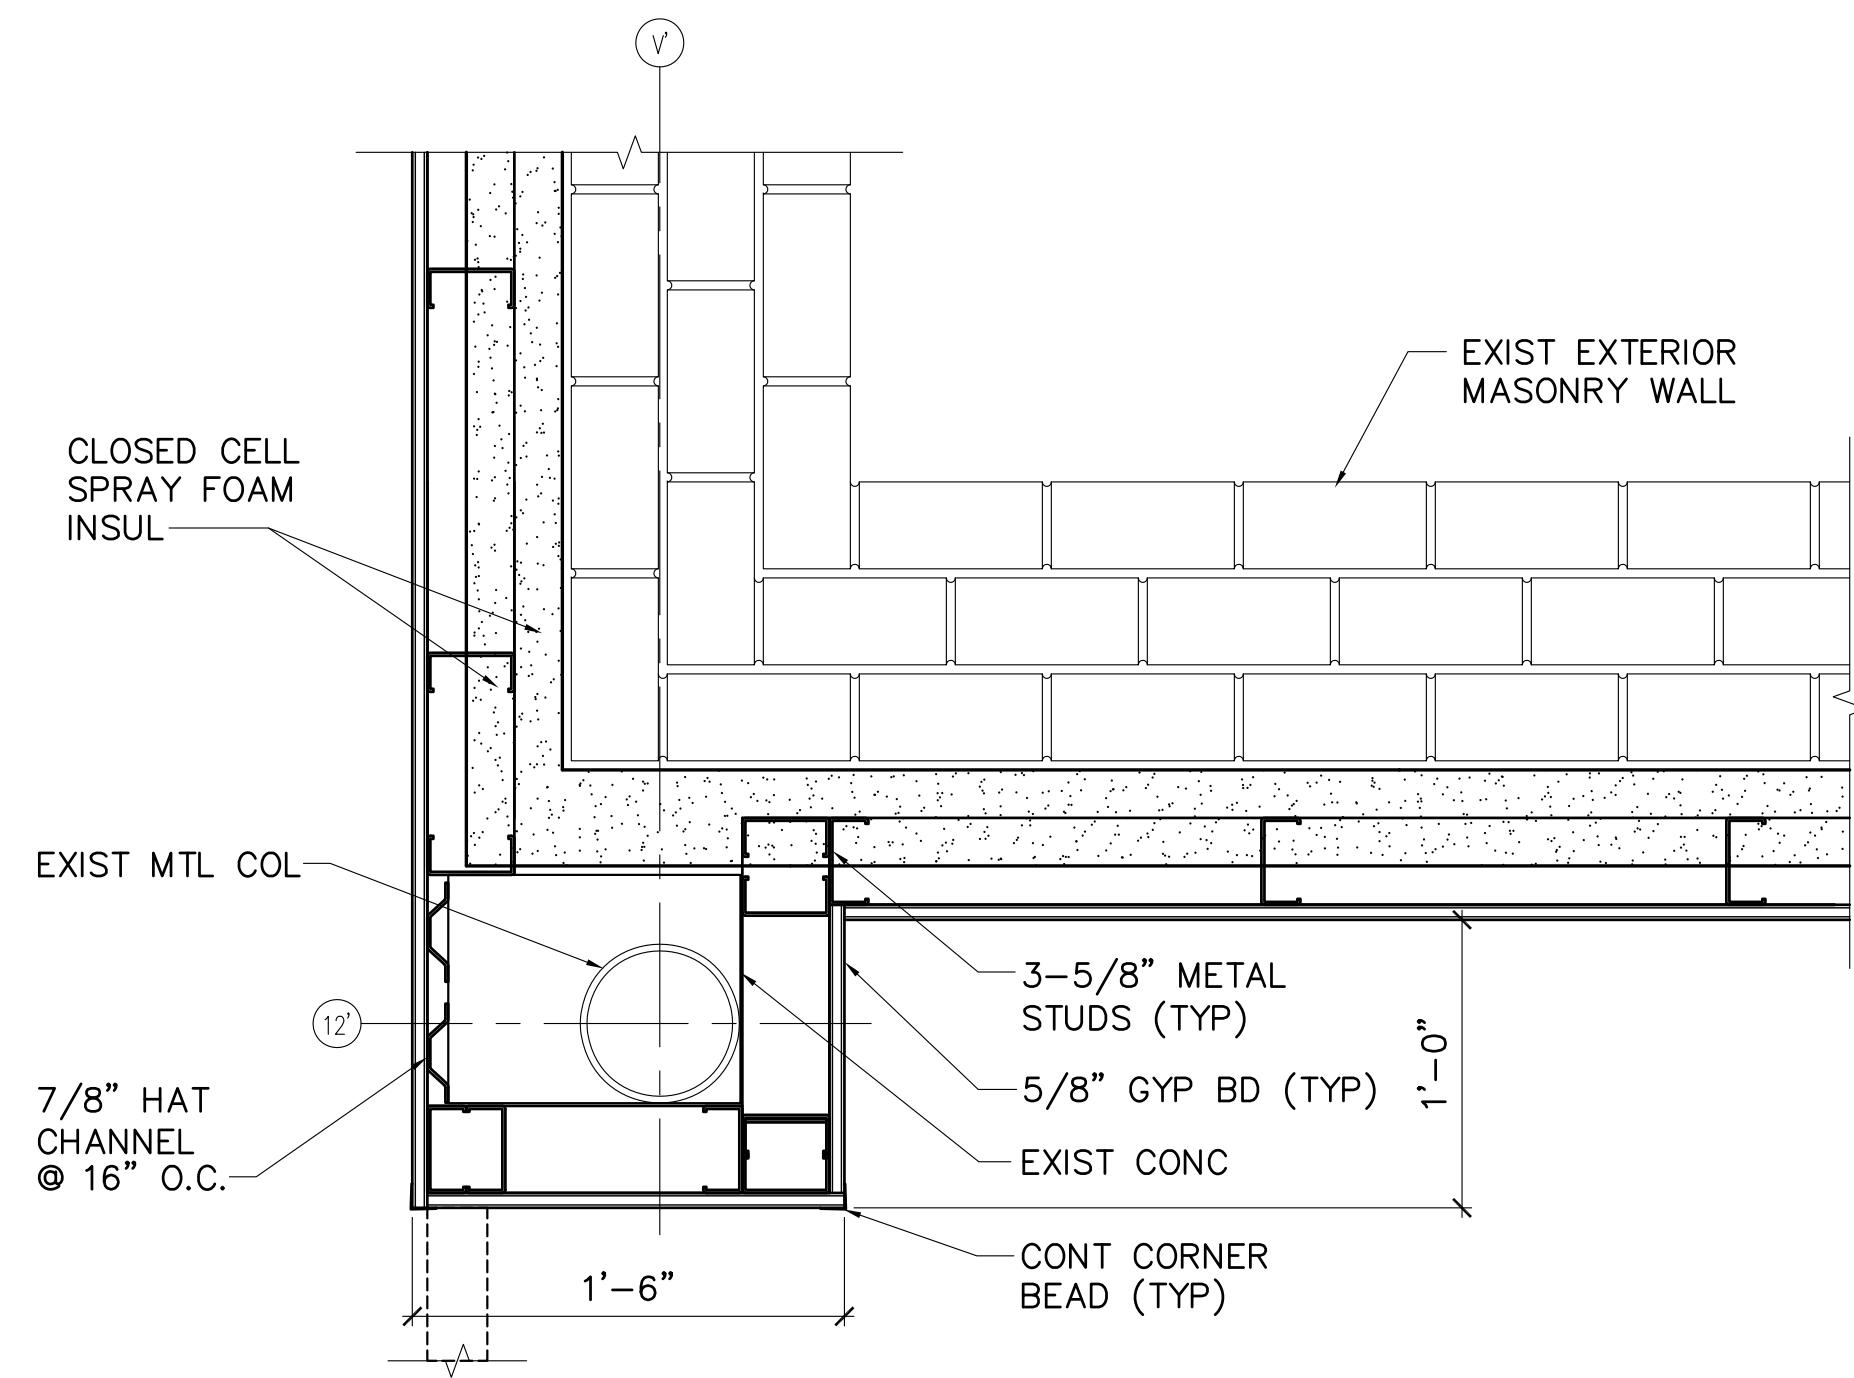 V'
EXIST EXTERIOR
MASONRY WALL
CLOSED CELL
SPRAY FOAM
INSUL
EXIST MTL COL
3-5/8" METAL
STUDS (TYP)
12'
1'-0"
5/8" GYP BD (TYP)
7/8" HAT
CHANNEL
@ 16" O.C.
EXIST CONC
CONT CORNER
BEAD (TYP)
1'-6"